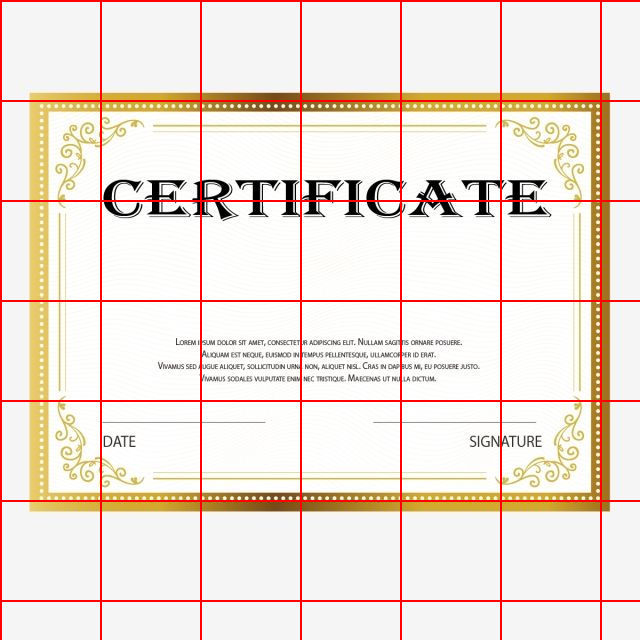 CERTIFICATE
Lorem ipsum dolor sit amet, consectetur adipiscing elit. Nullam sagittis ornare posuere.
Aliquam est neque, euismod in tempus pellentesque, ullamcorper id erat.
Vivamus sed augue aliquet, sollicitudin urna non, aliquet nisl. Cras in dapibus mi, eu posuere justo.
Vivamus sodales vulputate enim nec tristique. Maecenas ut nulla dictum.
DATE
SIGNATURE